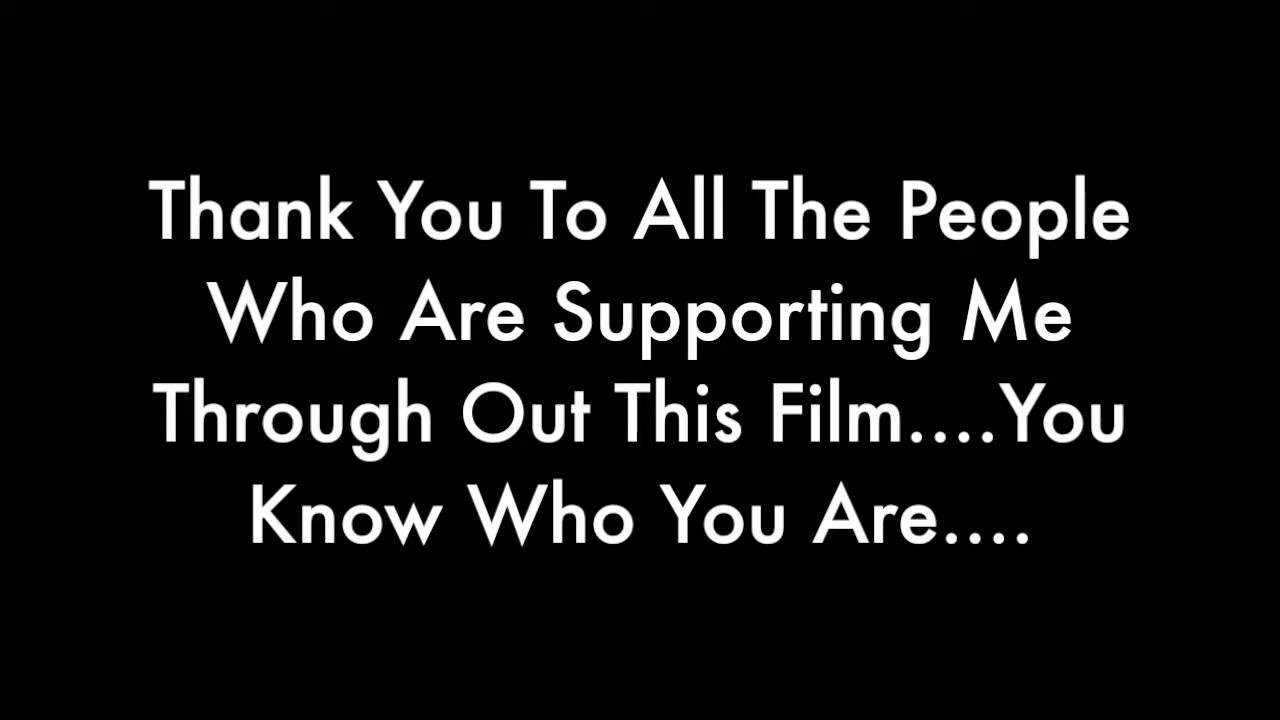 Thank You To All The People
Who Are Supporting Me
Through Out This Film....You
Know Who You Are....